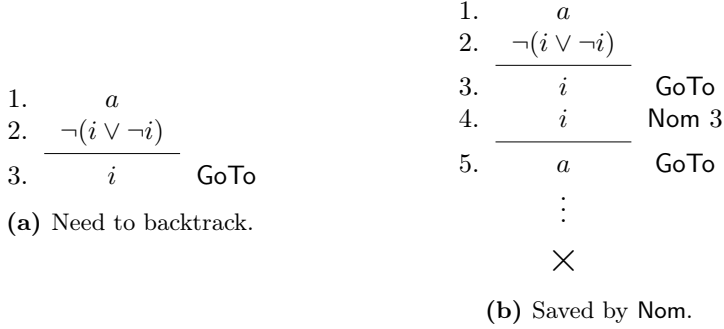 1. a
2. ¬(i ∨ ¬i)
3. i GoTo
(a) Need to backtrack.
1. a
2. ¬(i ∨ ¬i)
3. i GoTo
4. i Nom 3
5. a GoTo
⋮
×
(b) Saved by Nom.